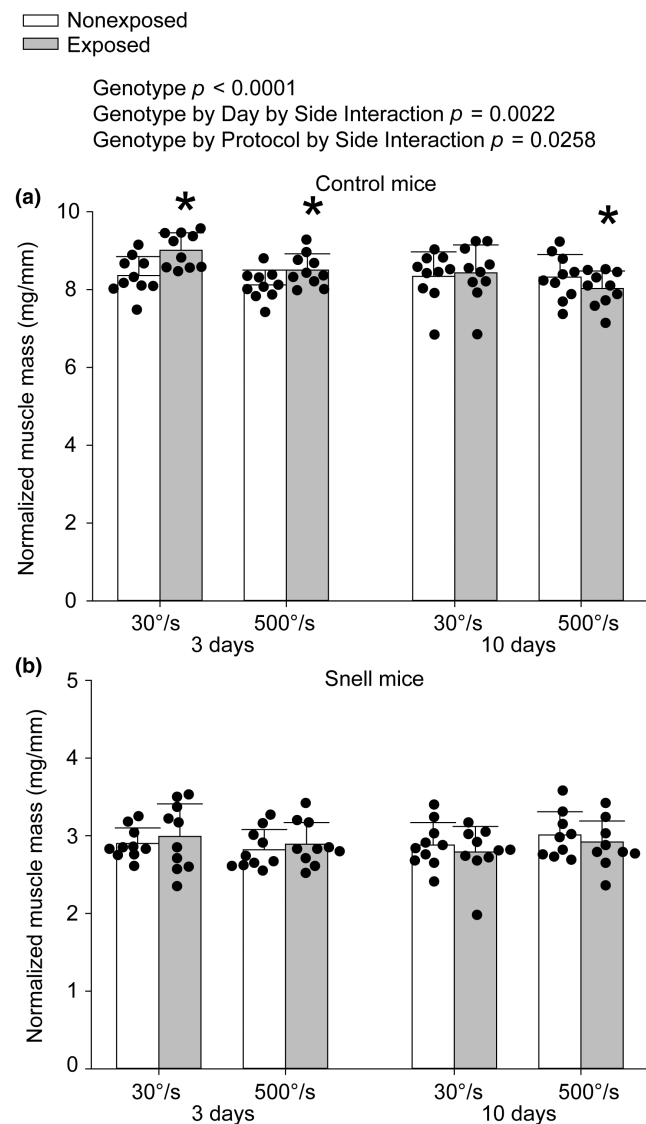 Nonexposed
Exposed
Genotype p < 0.0001
Genotype by Day by Side Interaction p = 0.0022
Genotype by Protocol by Side Interaction p = 0.0258
(a)
Control mice
Normalized muscle mass (mg/mm)
10
8
6
4
2
0
*
*
*
30°/s 500°/s 30°/s 500°/s
3 days 10 days
(b)
Snell mice
Normalized muscle mass (mg/mm)
5
4
3
2
1
0
30°/s 500°/s 30°/s 500°/s
3 days 10 days